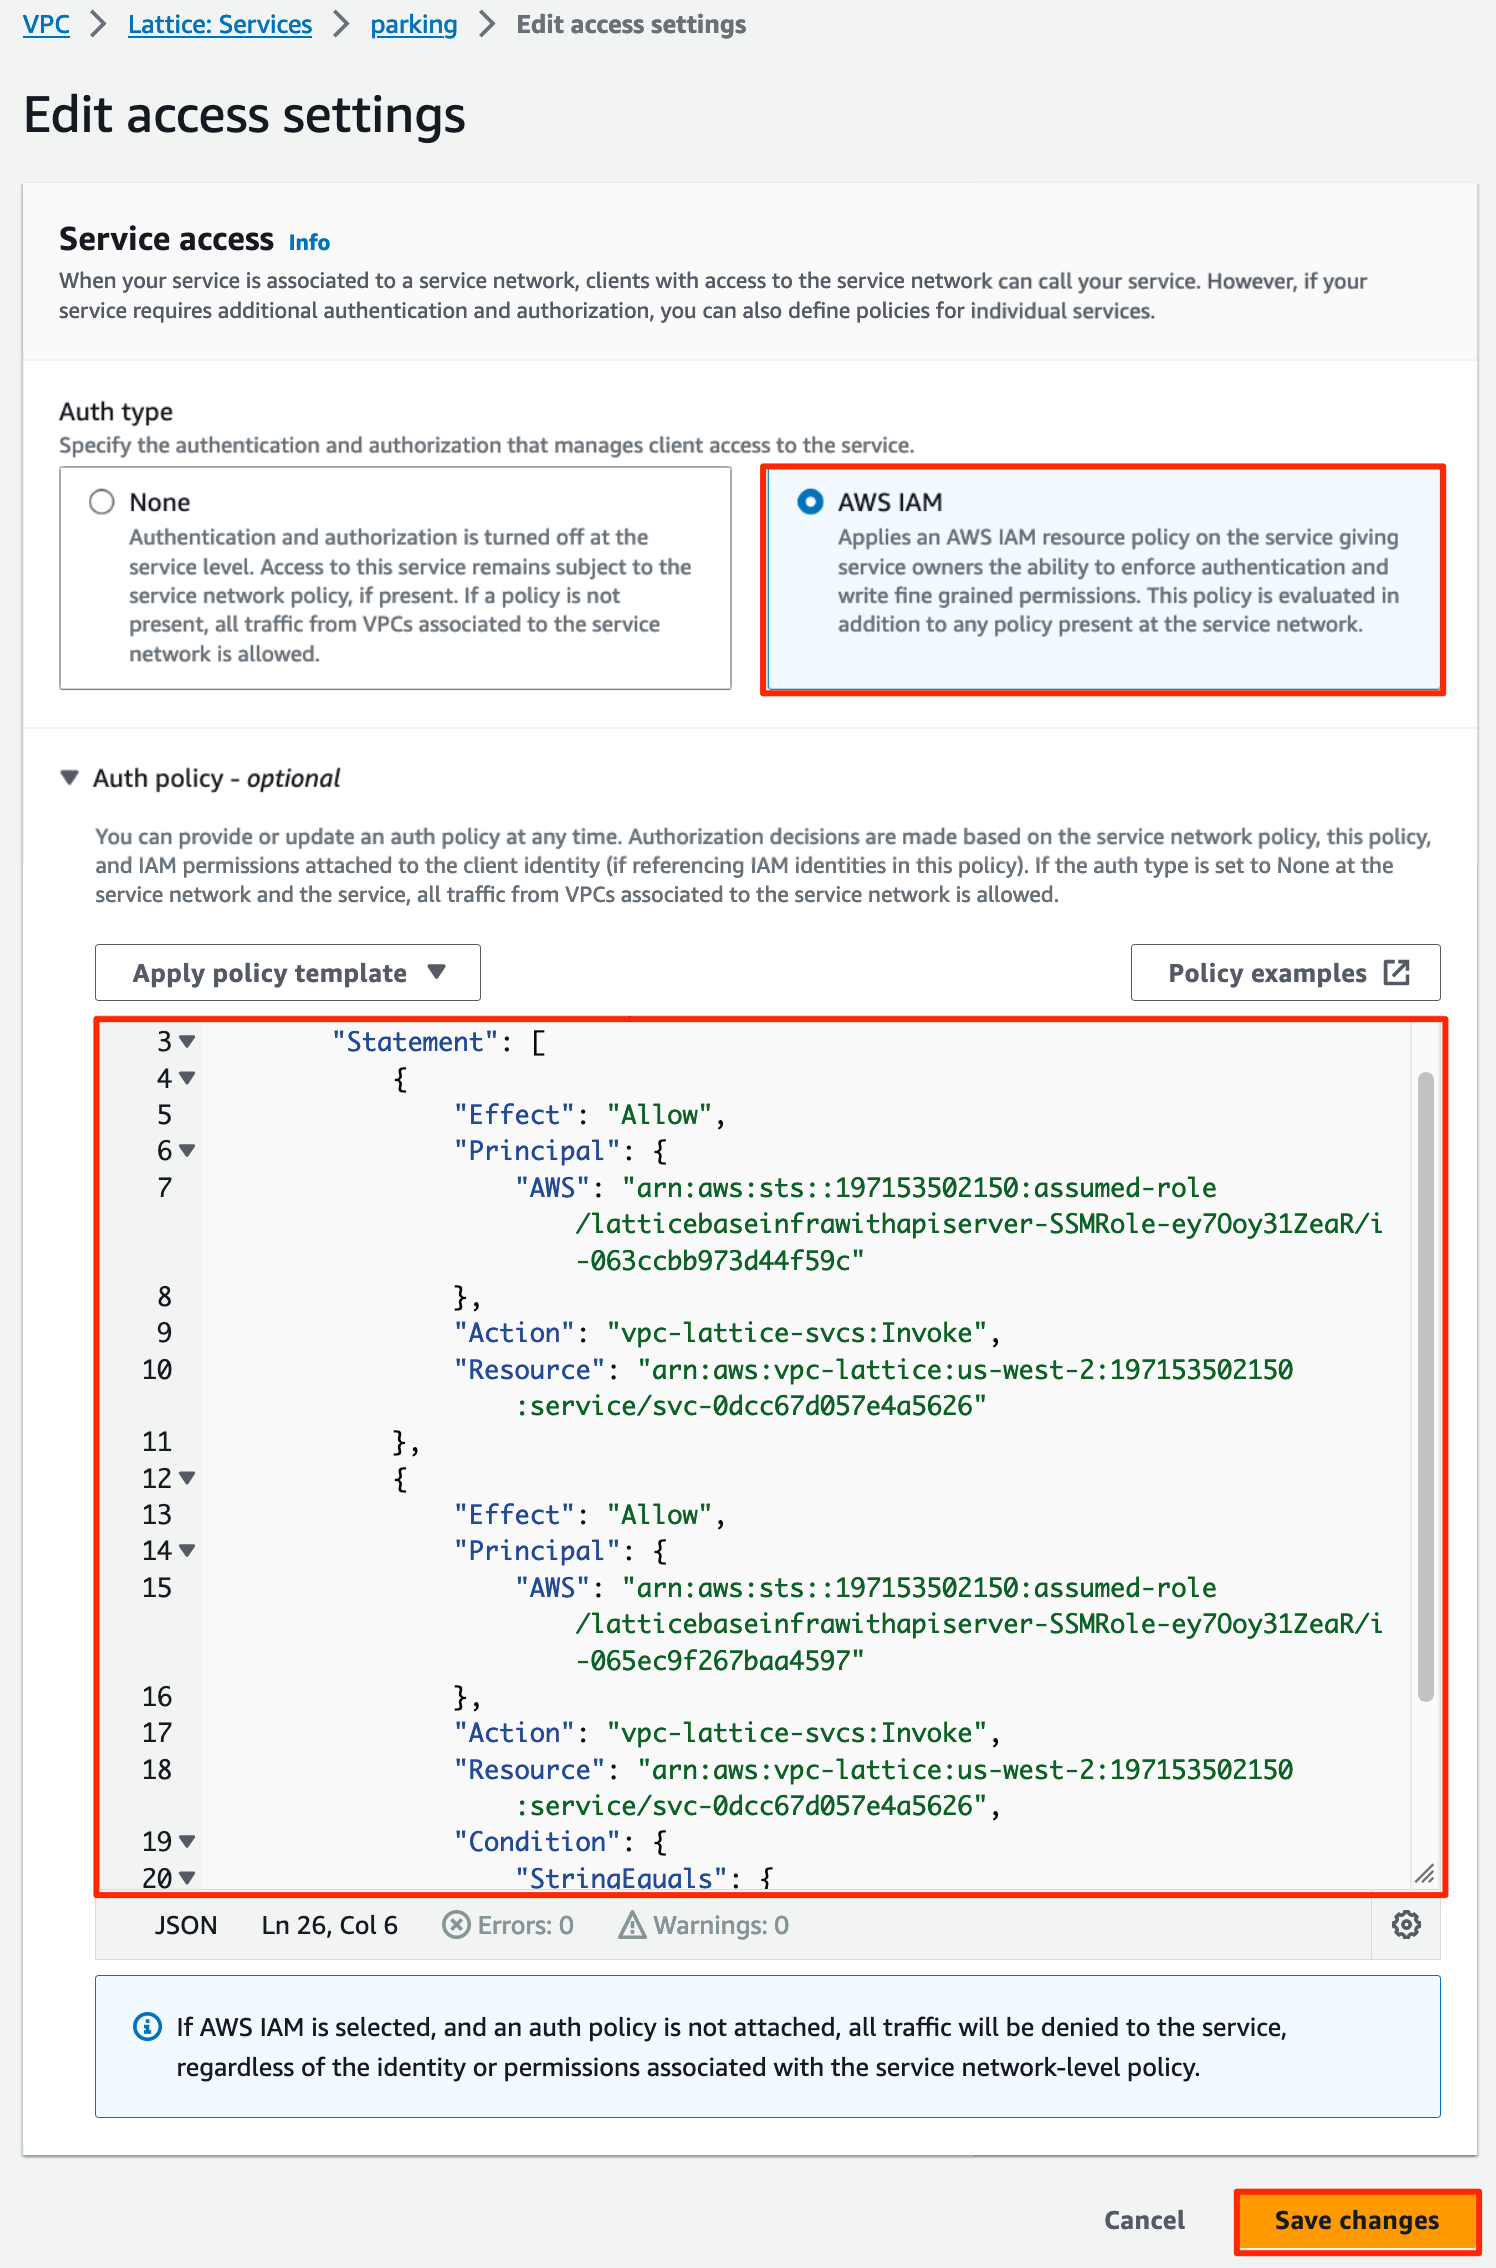 VPC > Lattice: Services > parking > Edit access settings
Edit access settings
Service access Info
When your service is associated to a service network, clients with access to the service network can call your service. However, if your
service requires additional authentication and authorization, you can also define policies for individual services.
Auth type
Specify the authentication and authorization that manages client access to the service.
None
Authentication and authorization is turned off at the
service level. Access to this service remains subject to the
service network policy, if present. If a policy is not
present, all traffic from VPCs associated to the service
network is allowed.
AWS IAM
Applies an AWS IAM resource policy on the service giving
service owners the ability to enforce authentication and
write fine grained permissions. This policy is evaluated in
addition to any policy present at the service network.
Auth policy - optional
You can provide or update an auth policy at any time. Authorization decisions are made based on the service network policy, this policy,
and IAM permissions attached to the client identity (if referencing IAM identities in this policy). If the auth type is set to None at the
service network and the service, all traffic from VPCs associated to the service network is allowed.
Apply policy template
Policy examples
3 "Statement": [
4 {
5 "Effect": "Allow",
6 "Principal": {
7 "AWS": "arn:aws:sts::197153502150:assumed-role
/latticebaseinfrawithapiserver-SSMRole-ey7Ooy31ZeaR/i
-063ccbb973d44f59c"
8 },
9 "Action": "vpc-lattice-svcs:Invoke",
10 "Resource": "arn:aws:vpc-lattice:us-west-2:197153502150
:service/svc-0dcc67d057e4a5626"
11 },
12 {
13 "Effect": "Allow",
14 "Principal": {
15 "AWS": "arn:aws:sts::197153502150:assumed-role
/latticebaseinfrawithapiserver-SSMRole-ey7Ooy31ZeaR/i
-065ec9f267baa4597"
16 },
17 "Action": "vpc-lattice-svcs:Invoke",
18 "Resource": "arn:aws:vpc-lattice:us-west-2:197153502150
:service/svc-0dcc67d057e4a5626",
19 "Condition": {
20 "StringEquals": {
JSON Ln 26, Col 6 Errors: 0 Warnings: 0
If AWS IAM is selected, and an auth policy is not attached, all traffic will be denied to the service,
regardless of the identity or permissions associated with the service network-level policy.
Cancel
Save changes